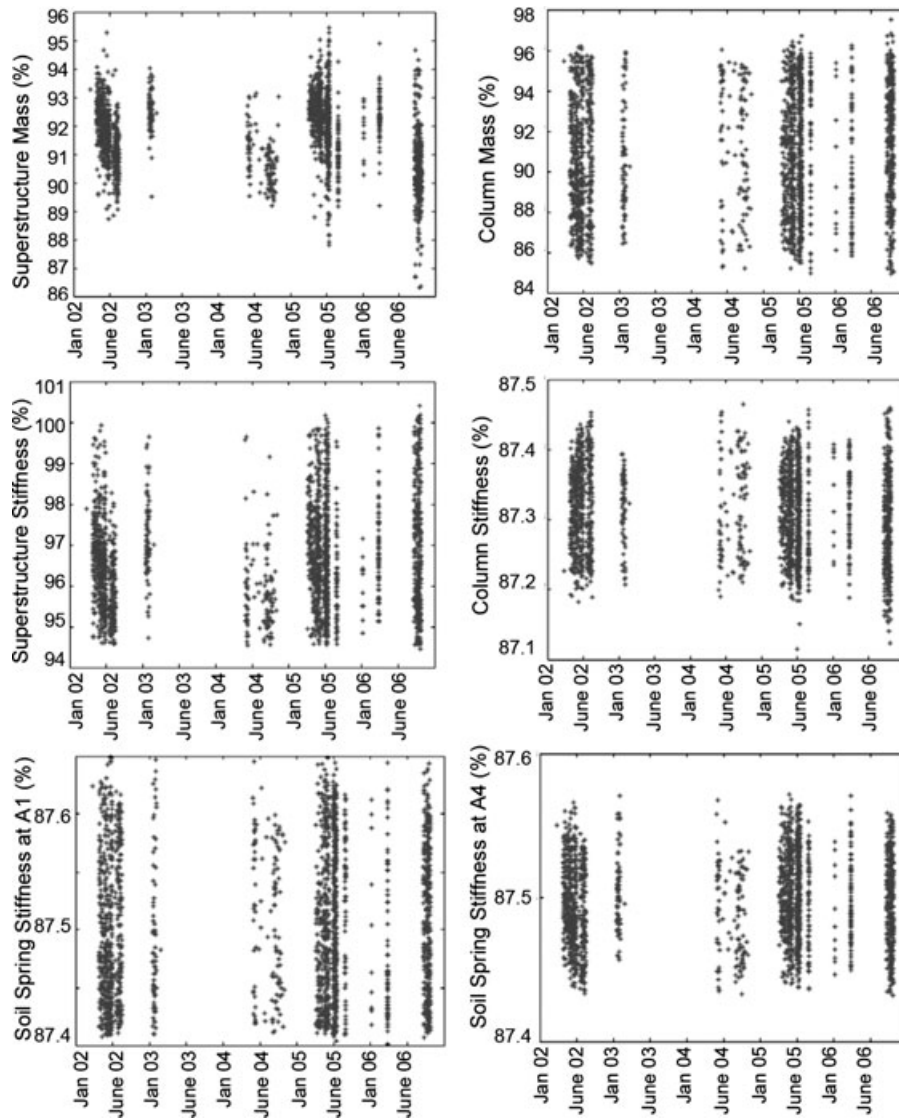 Superstructure Mass (%)
96
95
94
93
92
91
90
89
88
87
86
Jan 02
June 02
Jan 03
June 03
Jan 04
June 04
Jan 05
June 05
Jan 06
June 06
Column Mass (%)
98
96
94
92
90
88
86
84
Jan 02
June 02
Jan 03
June 03
Jan 04
June 04
Jan 05
June 05
Jan 06
June 06
Superstructure Stiffness (%)
101
100
99
98
97
96
95
94
Jan 02
June 02
Jan 03
June 03
Jan 04
June 04
Jan 05
June 05
Jan 06
June 06
Column Stiffness (%)
87.5
87.4
87.3
87.2
87.1
Jan 02
June 02
Jan 03
June 03
Jan 04
June 04
Jan 05
June 05
Jan 06
June 06
Soil Spring Stiffness at A1 (%)
87.6
87.5
87.4
Jan 02
June 02
Jan 03
June 03
Jan 04
June 04
Jan 05
June 05
Jan 06
June 06
Soil Spring Stiffness at A4 (%)
87.6
87.5
87.4
Jan 02
June 02
Jan 03
June 03
Jan 04
June 04
Jan 05
June 05
Jan 06
June 06